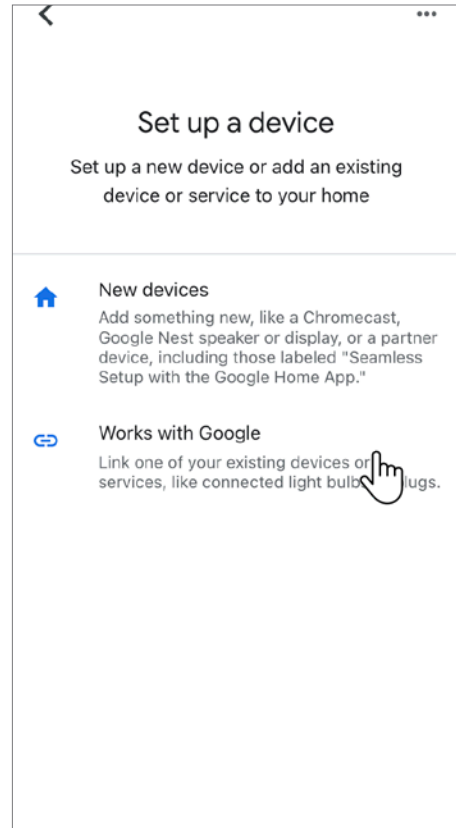 Set up a device
Set up a new device or add an existing
device or service to your home
New devices
Add something new, like a Chromecast,
Google Nest speaker or display, or a partner
device, including those labeled "Seamless
Setup with the Google Home App."
Works with Google
Link one of your existing devices or
services, like connected light bulb lugs.